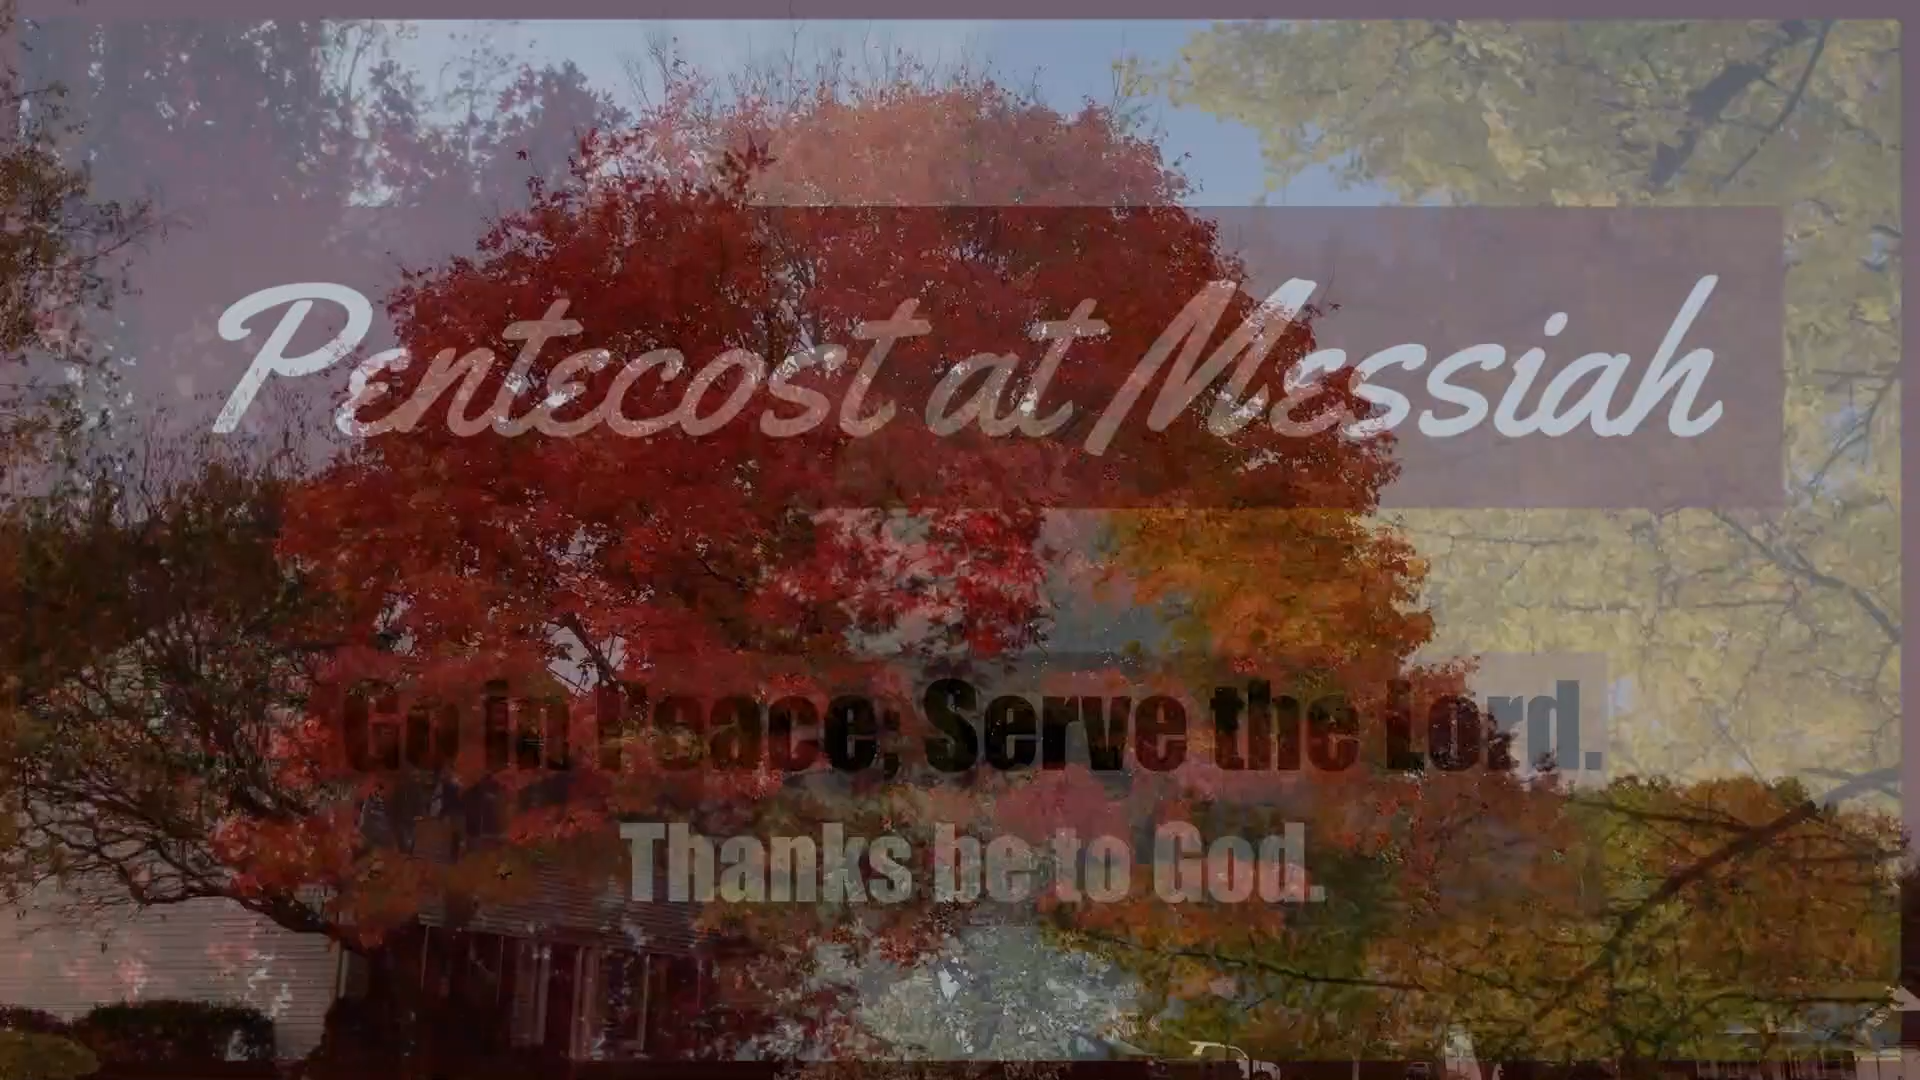 Pentecost at Messiah
Go in Peace; Serve the Lord.
Thanks be to God.